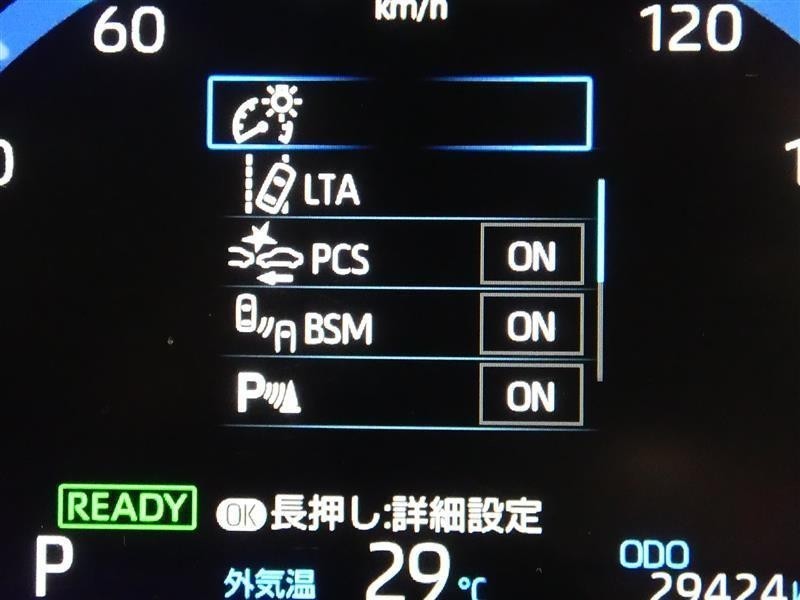 km/h
60
120
LTA
PCS ON
BSM ON
P ON
READY
OK 長押し:詳細設定
P
外気温 29℃
ODO
29424